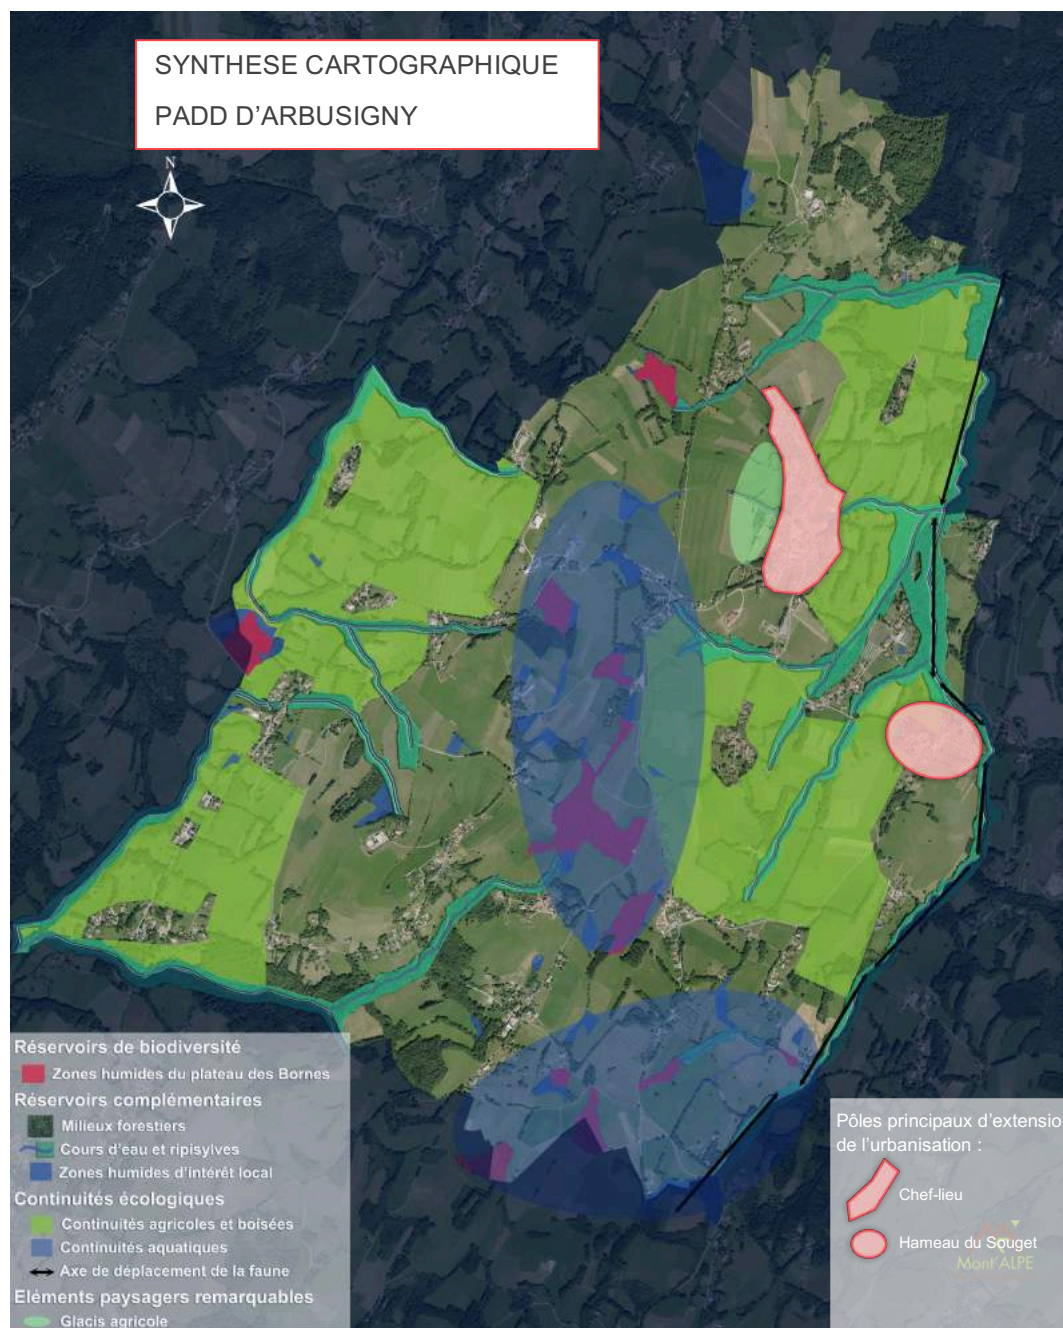 SYNTHESE CARTOGRAPHIQUE
PADD D'ARBUSIGNY
N
Réservoirs de biodiversité
Zones humides du plateau des Bornes
Réservoirs complémentaires
Milieux forestiers
Cours d'eau et ripisylves
Zones humides d'intérêt local
Continuités écologiques
Continuités agricoles et boisées
Continuités aquatiques
Axe de déplacement de la faune
Eléments paysagers remarquables
Glacis agricole
Pôles principaux d'extensio
de l'urbanisation :
Chef-lieu
Hameau du Souget
Mont'ALPE